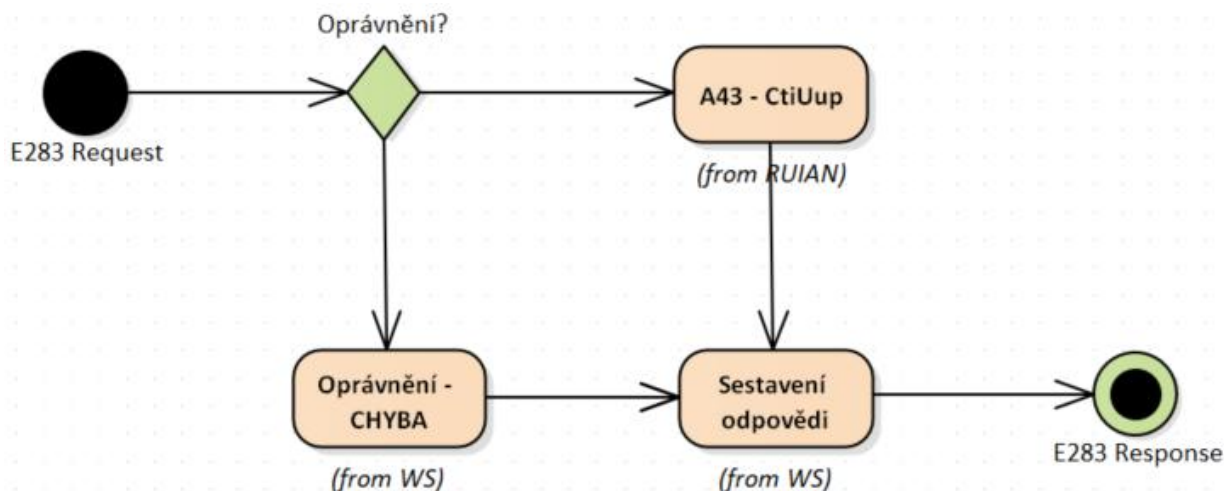 Oprávnění?
A43 - CtiUup
E283 Request
(from RUIAN)
Oprávnění -
CHYBA
Sestavení
odpovědi
E283 Response
(from WS)
(from WS)